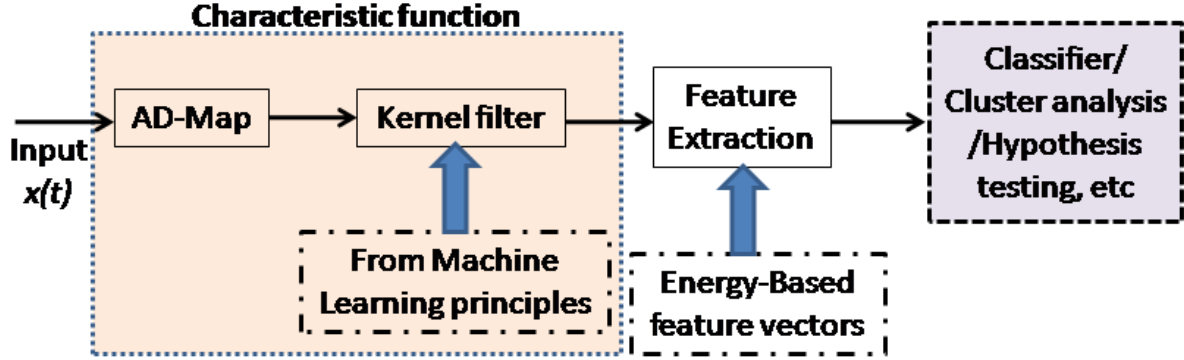 Characteristic function
Input
x(t)
AD-Map
Kernel filter
From Machine
Learning principles
Feature
Extraction
Energy-Based
feature vectors
Classifier/
Cluster analysis
/Hypothesis
testing, etc